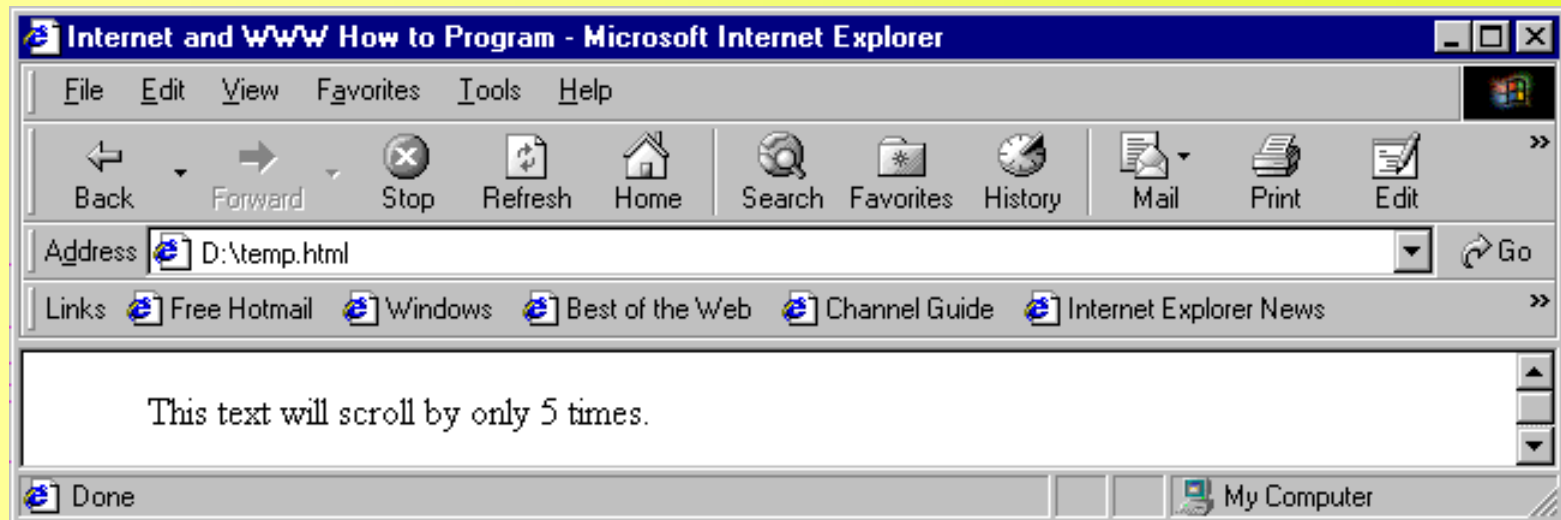 Internet and WWW How to Program - Microsoft Internet Explorer
File Edit View Favorites Tools Help
Back Forward Stop Refresh Home Search Favorites History Mail Print Edit
Address D:\temp.html Go
Links Free Hotmail Windows Best of the Web Channel Guide Internet Explorer News
This text will scroll by only 5 times.
Done My Computer